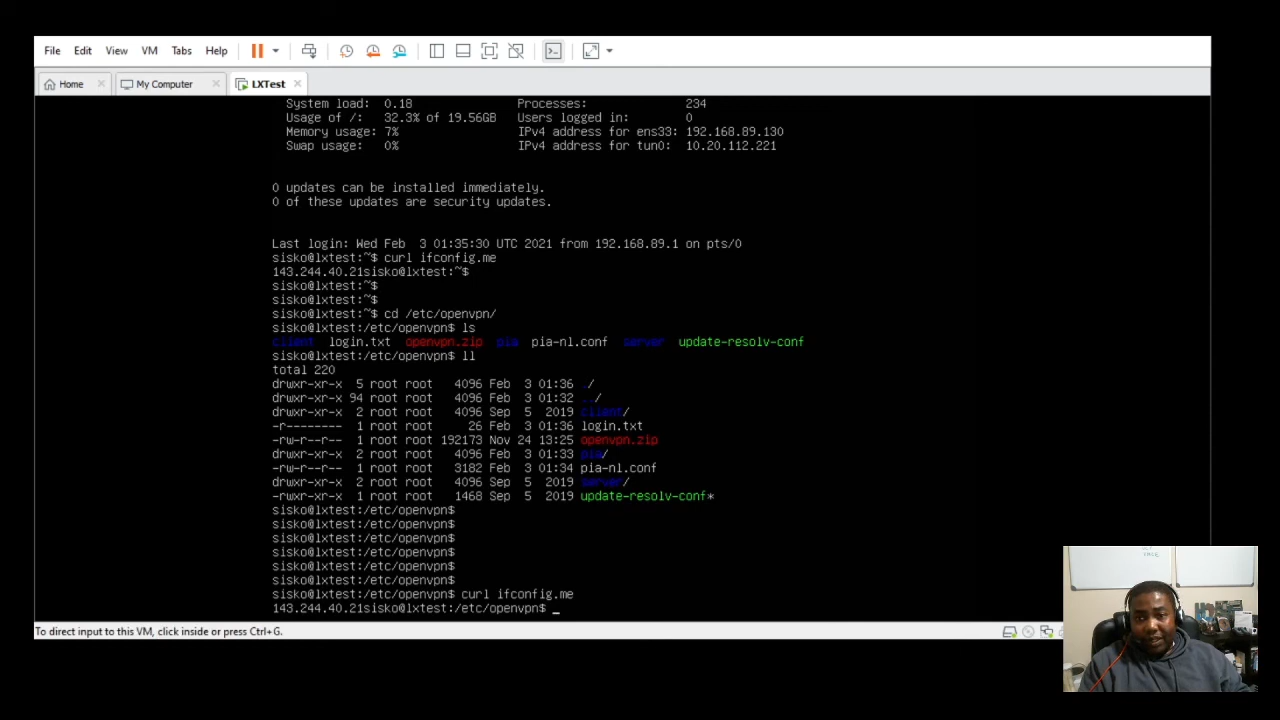 File Edit View VM Tabs Help
Home My Computer LXTest
System load: 0.18 Processes: 234
Usage of /: 32.3% of 19.56GB Users logged in: 0
Memory usage: 7% IPv4 address for ens33: 192.168.89.130
Swap usage: 0% IPv4 address for tun0: 10.20.112.221
0 updates can be installed immediately.
0 of these updates are security updates.
Last login: Wed Feb 3 01:35:30 UTC 2021 from 192.168.89.1 on pts/0
sisko@lxtest:~$ curl ifconfig.me
143.244.40.21sisko@lxtest:~$
sisko@lxtest:~$
sisko@lxtest:~$
sisko@lxtest:~$ cd /etc/openvpn/
sisko@lxtest:/etc/openvpn$ ls
client login.txt openvpn.zip pia pia-nl.conf server update-resolv-conf
sisko@lxtest:/etc/openvpn$ ll
total 220
drwxr-xr-x 5 root root 4096 Feb 3 01:36 ./
drwxr-xr-x 94 root root 4096 Feb 3 01:32 ../
drwxr-xr-x 2 root root 4096 Sep 5 2019 client/
-r-------- 1 root root 26 Feb 3 01:36 login.txt
-rw-r--r-- 1 root root 192173 Nov 24 13:25 openvpn.zip
drwxr-xr-x 2 root root 4096 Feb 3 01:33 pia/
-rw-r--r-- 1 root root 3182 Feb 3 01:34 pia-nl.conf
drwxr-xr-x 2 root root 4096 Sep 5 2019 server/
-rwxr-xr-x 1 root root 1468 Sep 5 2019 update-resolv-conf*
sisko@lxtest:/etc/openvpn$
sisko@lxtest:/etc/openvpn$
sisko@lxtest:/etc/openvpn$
sisko@lxtest:/etc/openvpn$
sisko@lxtest:/etc/openvpn$
sisko@lxtest:/etc/openvpn$
sisko@lxtest:/etc/openvpn$ curl ifconfig.me
143.244.40.21sisko@lxtest:/etc/openvpn$ _
To direct input to this VM, click inside or press Ctrl+G.